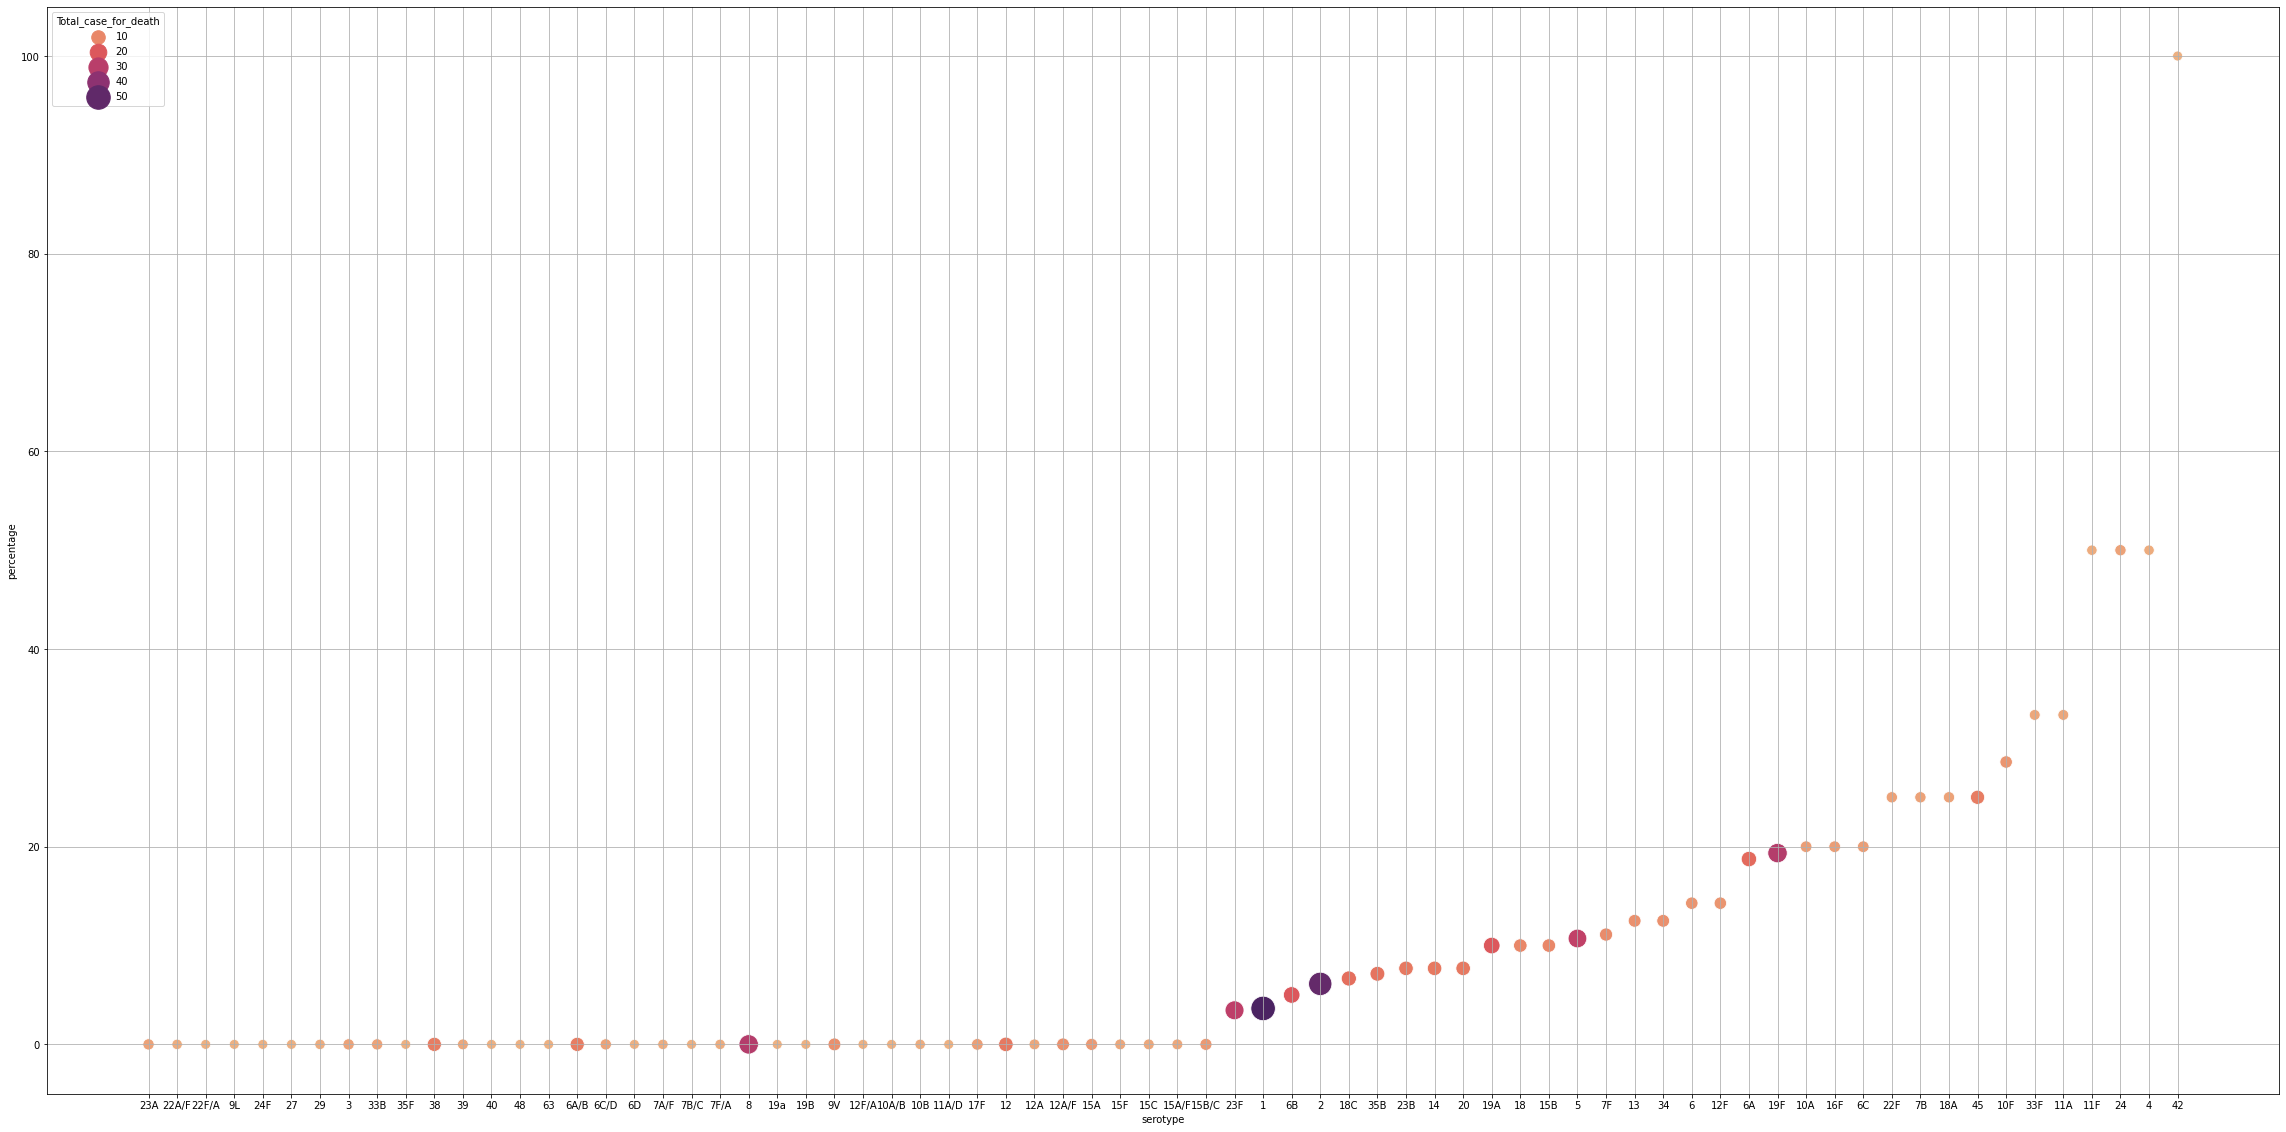 Total_case_for_death
10
20
30
40
50
100
80
60
40
20
0
percentage
23A 22A/F 22F/A 9L 24F 27 29 3 33B 35F 38 39 40 48 63 6A/B 6C/D 6D 7A/F 7B/C 7F/A 8 19a 19B 9V 12F/A 10A/B 10B 11A/D 17F 12 12A 12A/F 15A 15F 15C 15A/F 15B/C 23F 1 6B 2 18C 35B 23B 14 20 19A 18 15B 5 7F 13 34 6 12F 6A 19F 10A 16F 6C 22F 7B 18A 45 10F 33F 11A 11F 24 4 42
serotype